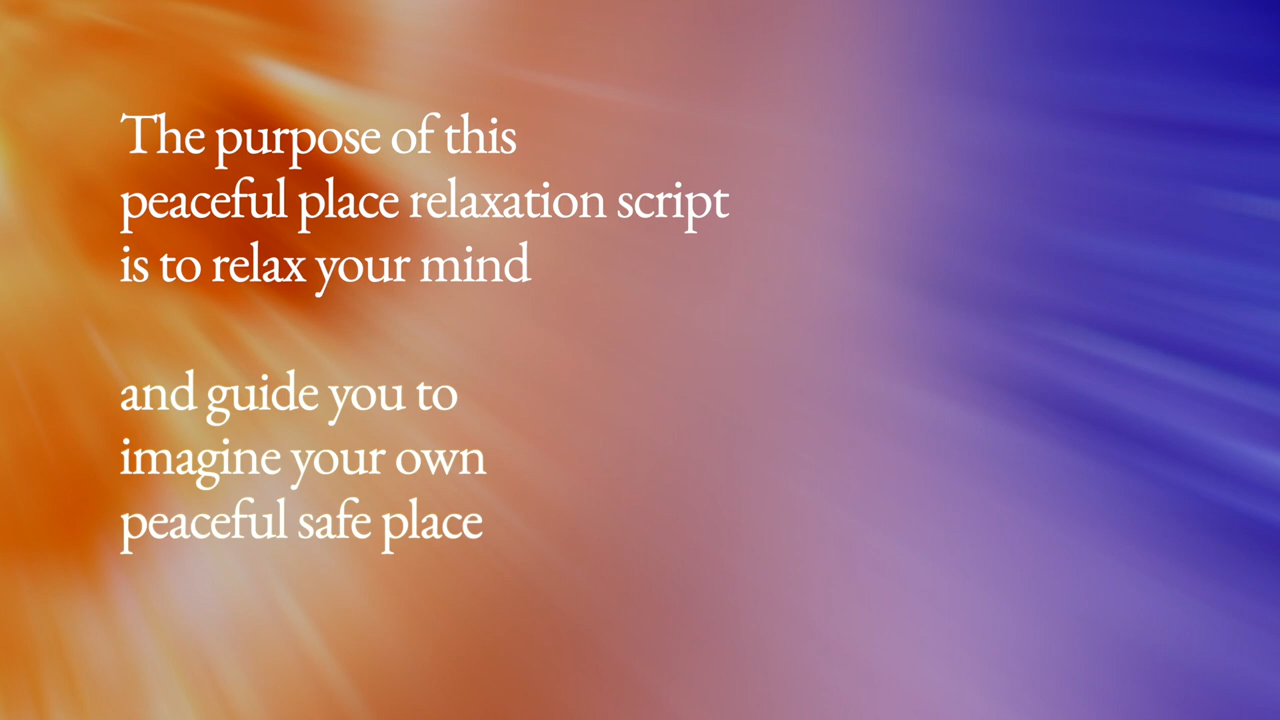 The purpose of this
peaceful place relaxation script
is to relax your mind
and guide you to
imagine your own
peaceful safe place